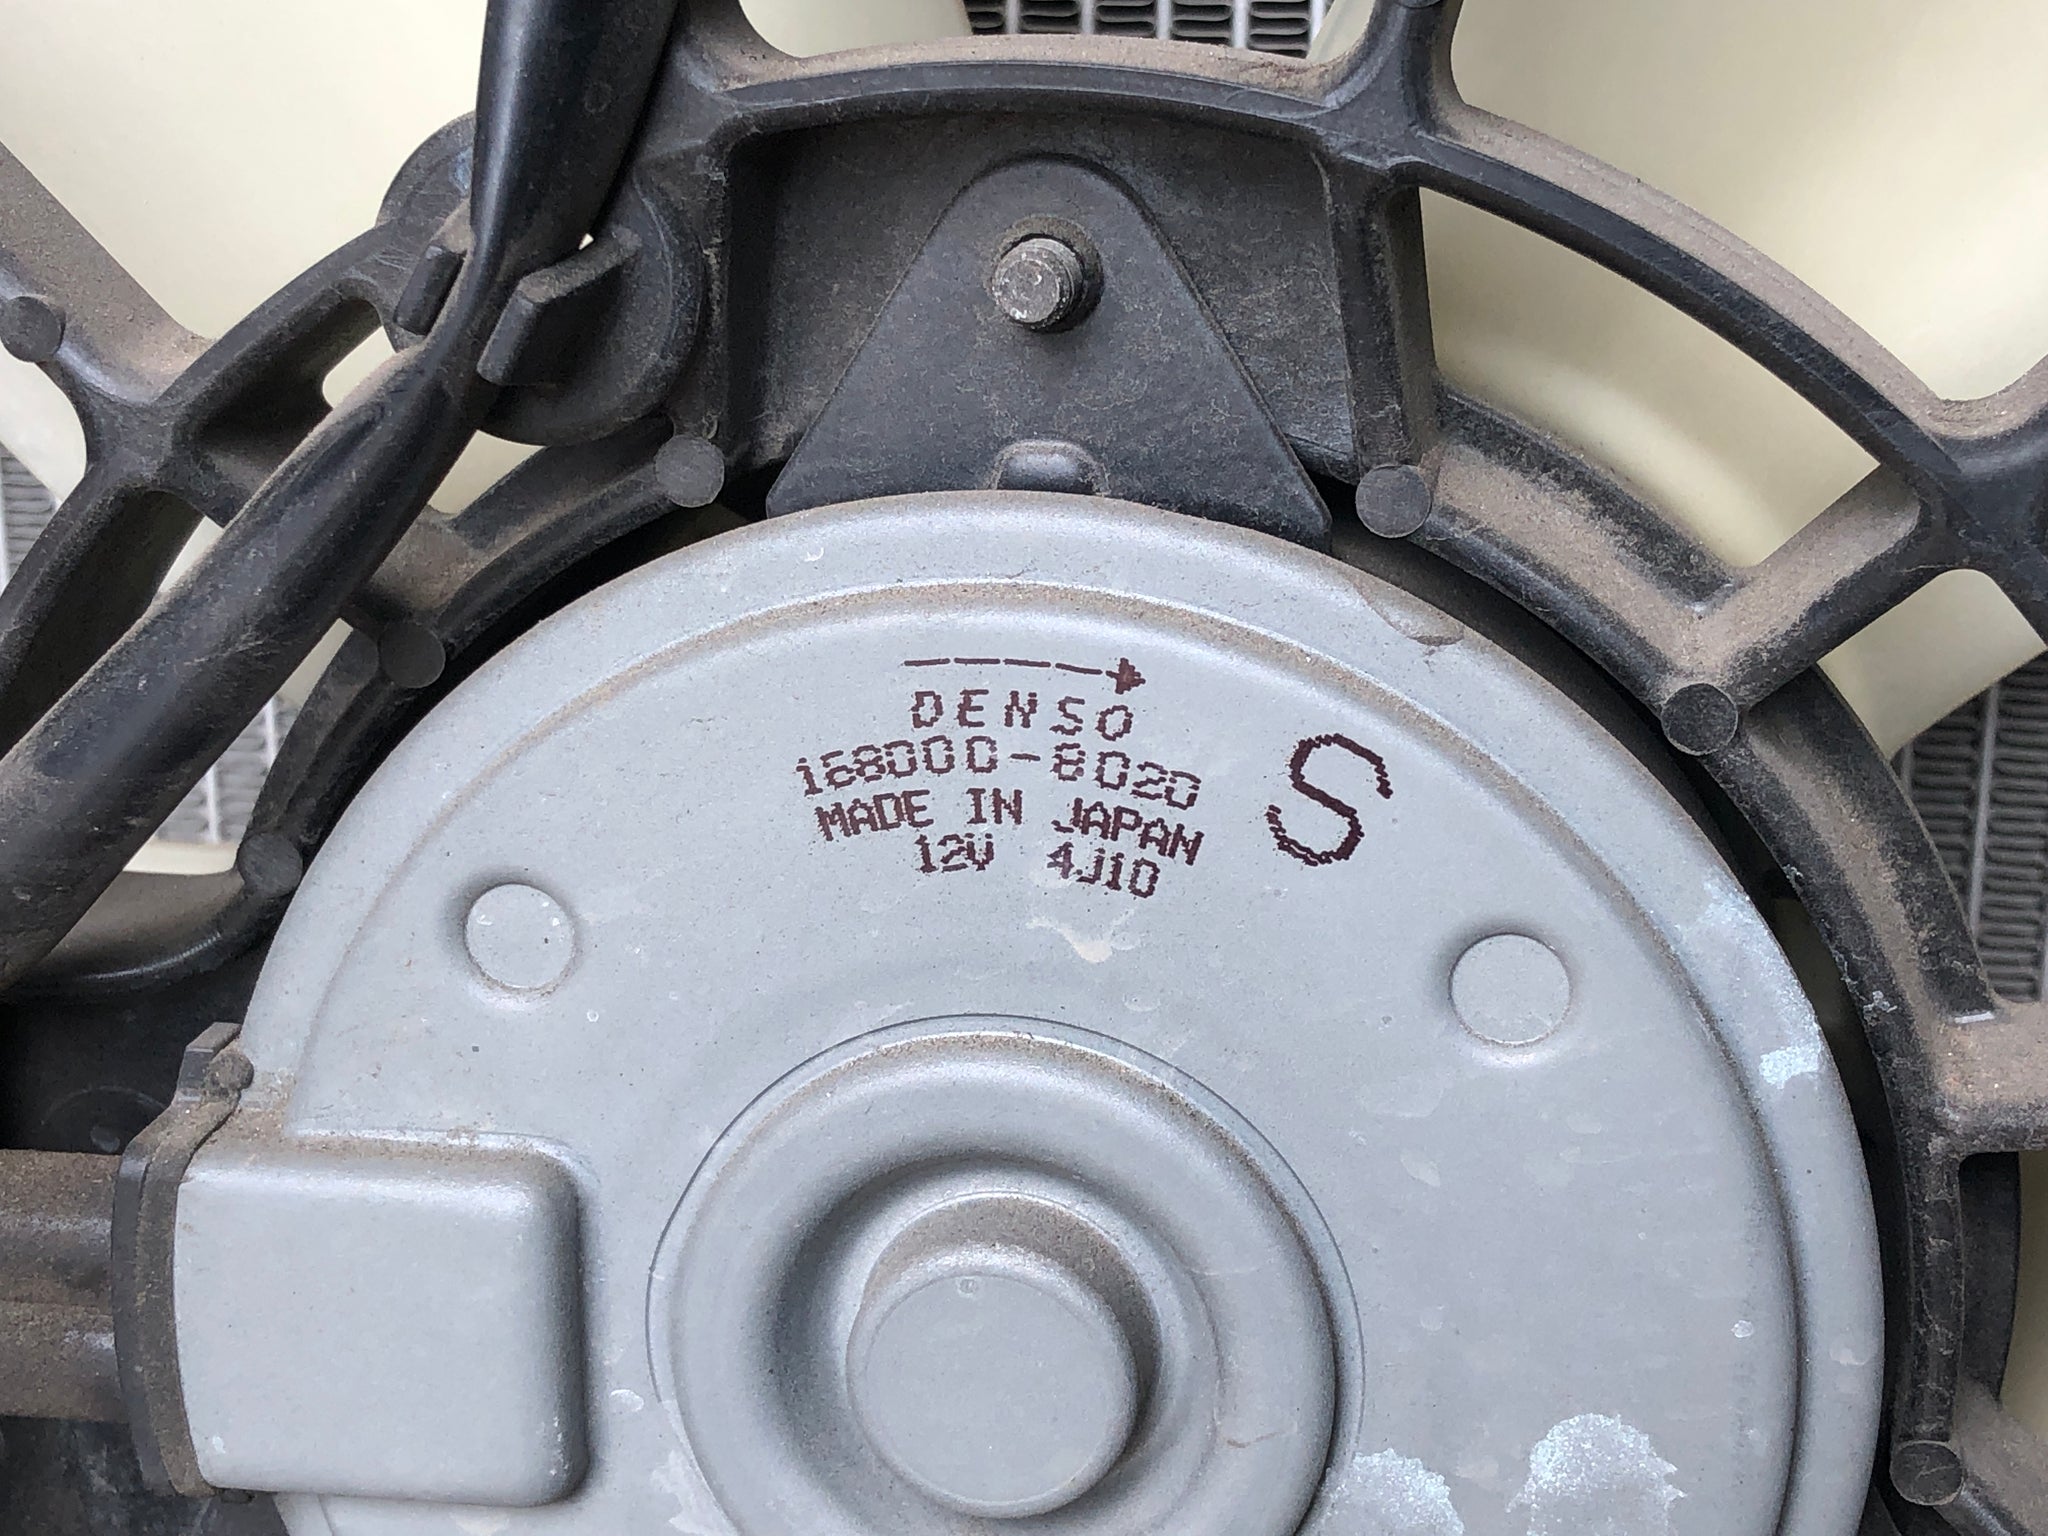 DENSO
168000-8020
S
MADE IN JAPAN
12V 4J10